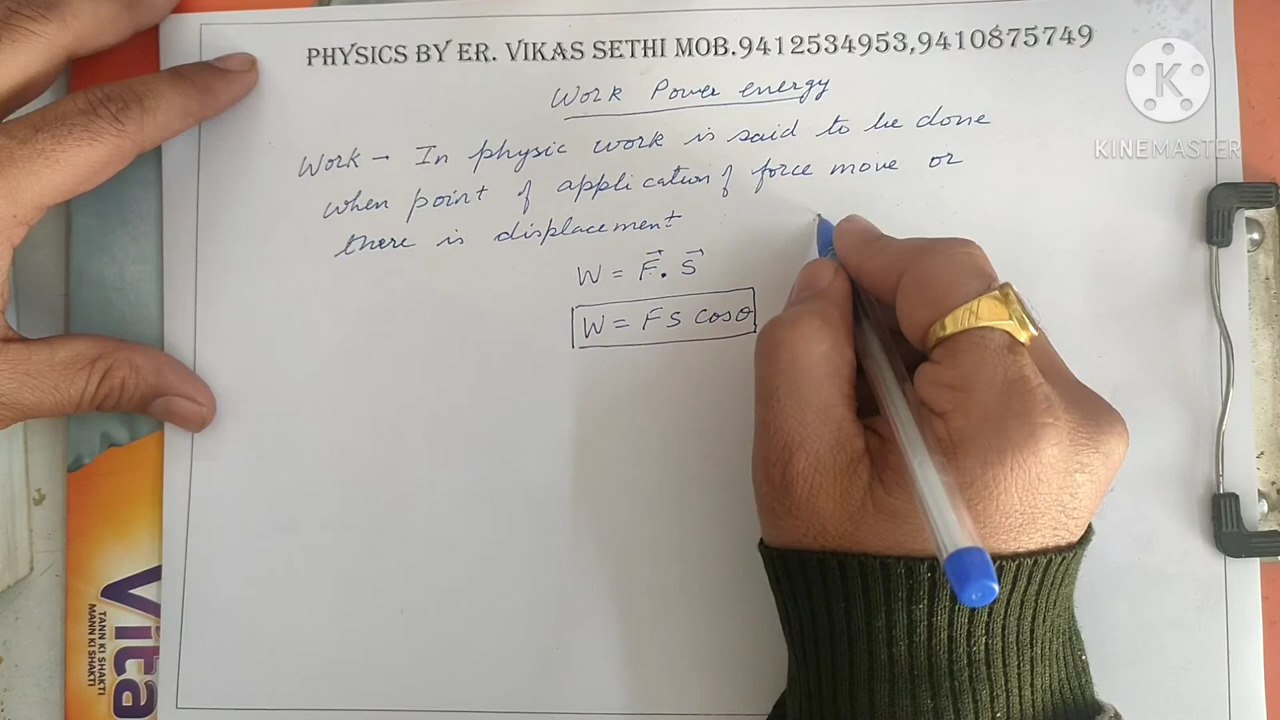 PHYSICS BY ER. VIKAS SETHI MOB.9412534953,9410875749
Work Power energy
Work - In physic work is said to be done
when point of application of force move or
there is displacement
W = F⃗ . S⃗
W = F S cosθ
K
KINEMASTER
Vita
TANN KI SHAKTI
MANN KI SHAKTI